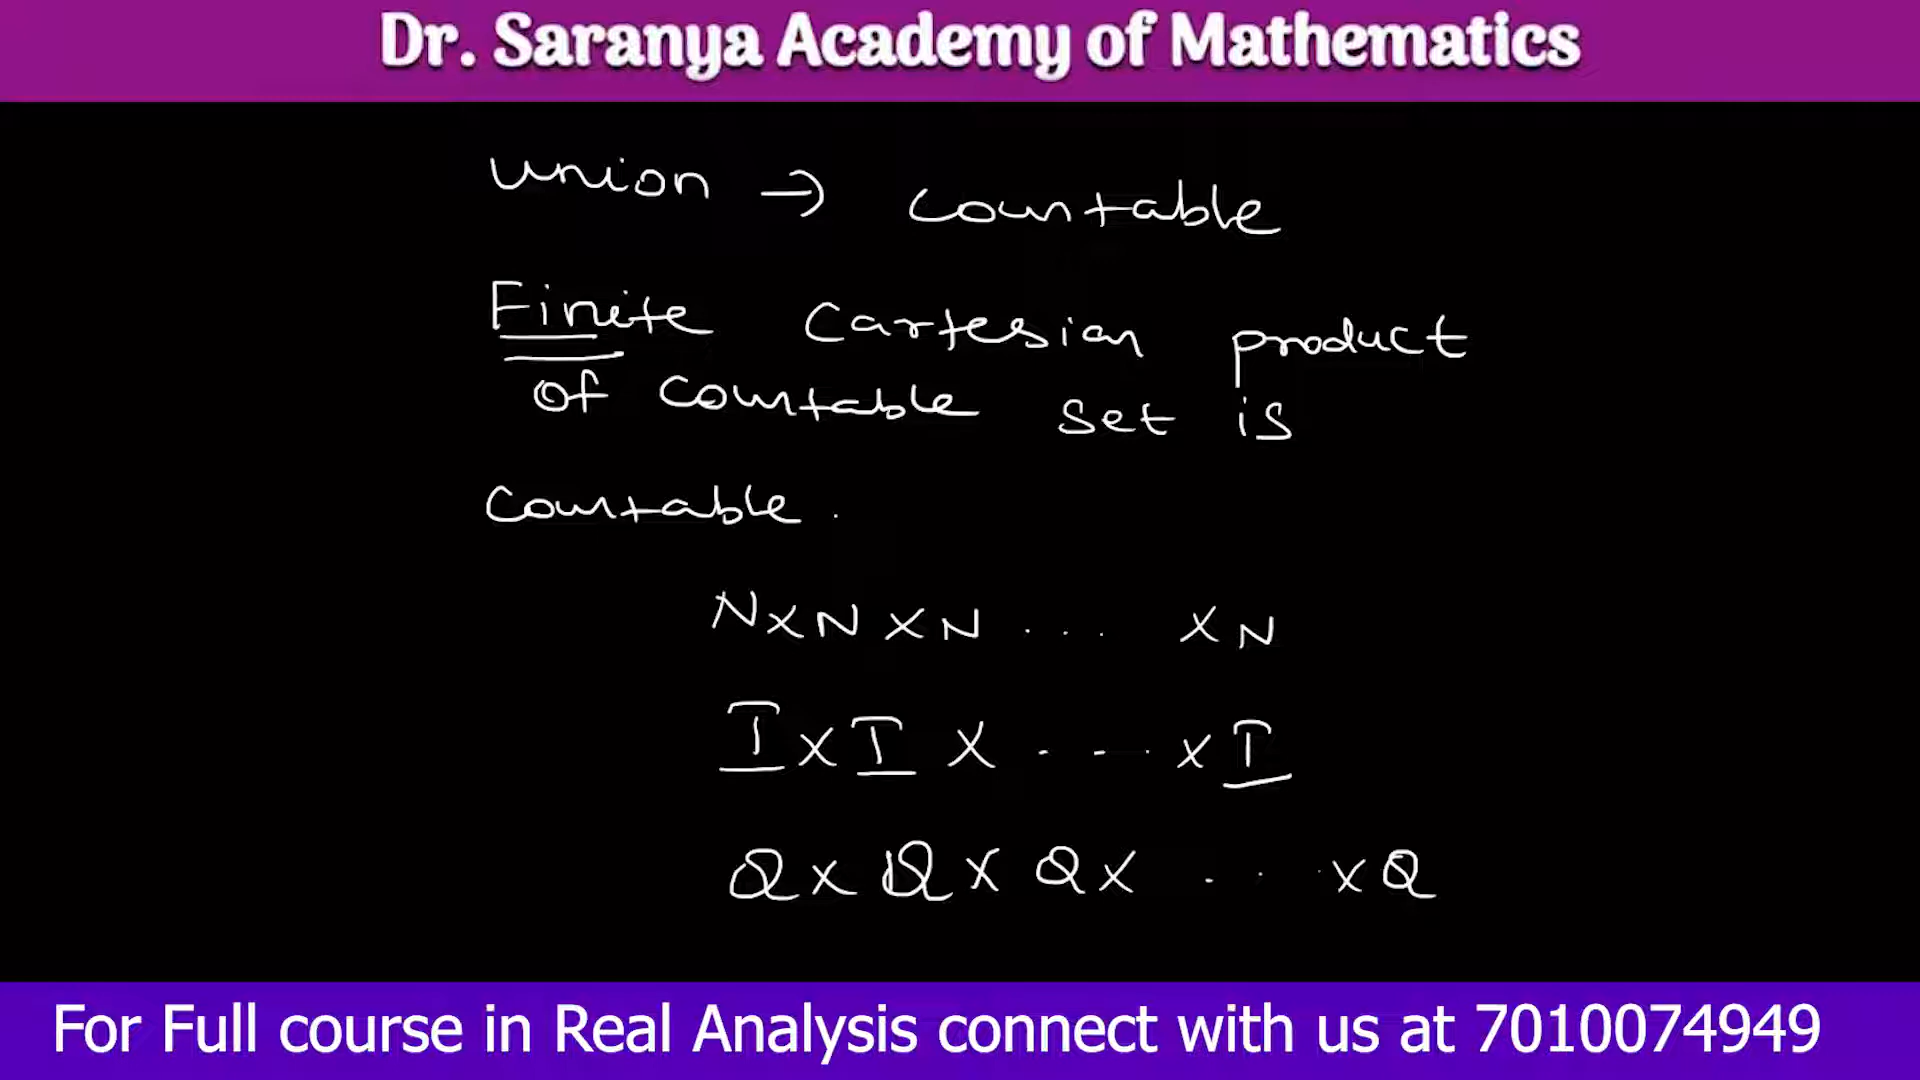 Dr. Saranya Academy of Mathematics
union → countable
Finite cartesian product
of countable set is
countable.
N×N×N ... ×N
I×I× ... ×I
Q×Q×Q× ... ×Q
For Full course in Real Analysis connect with us at 7010074949